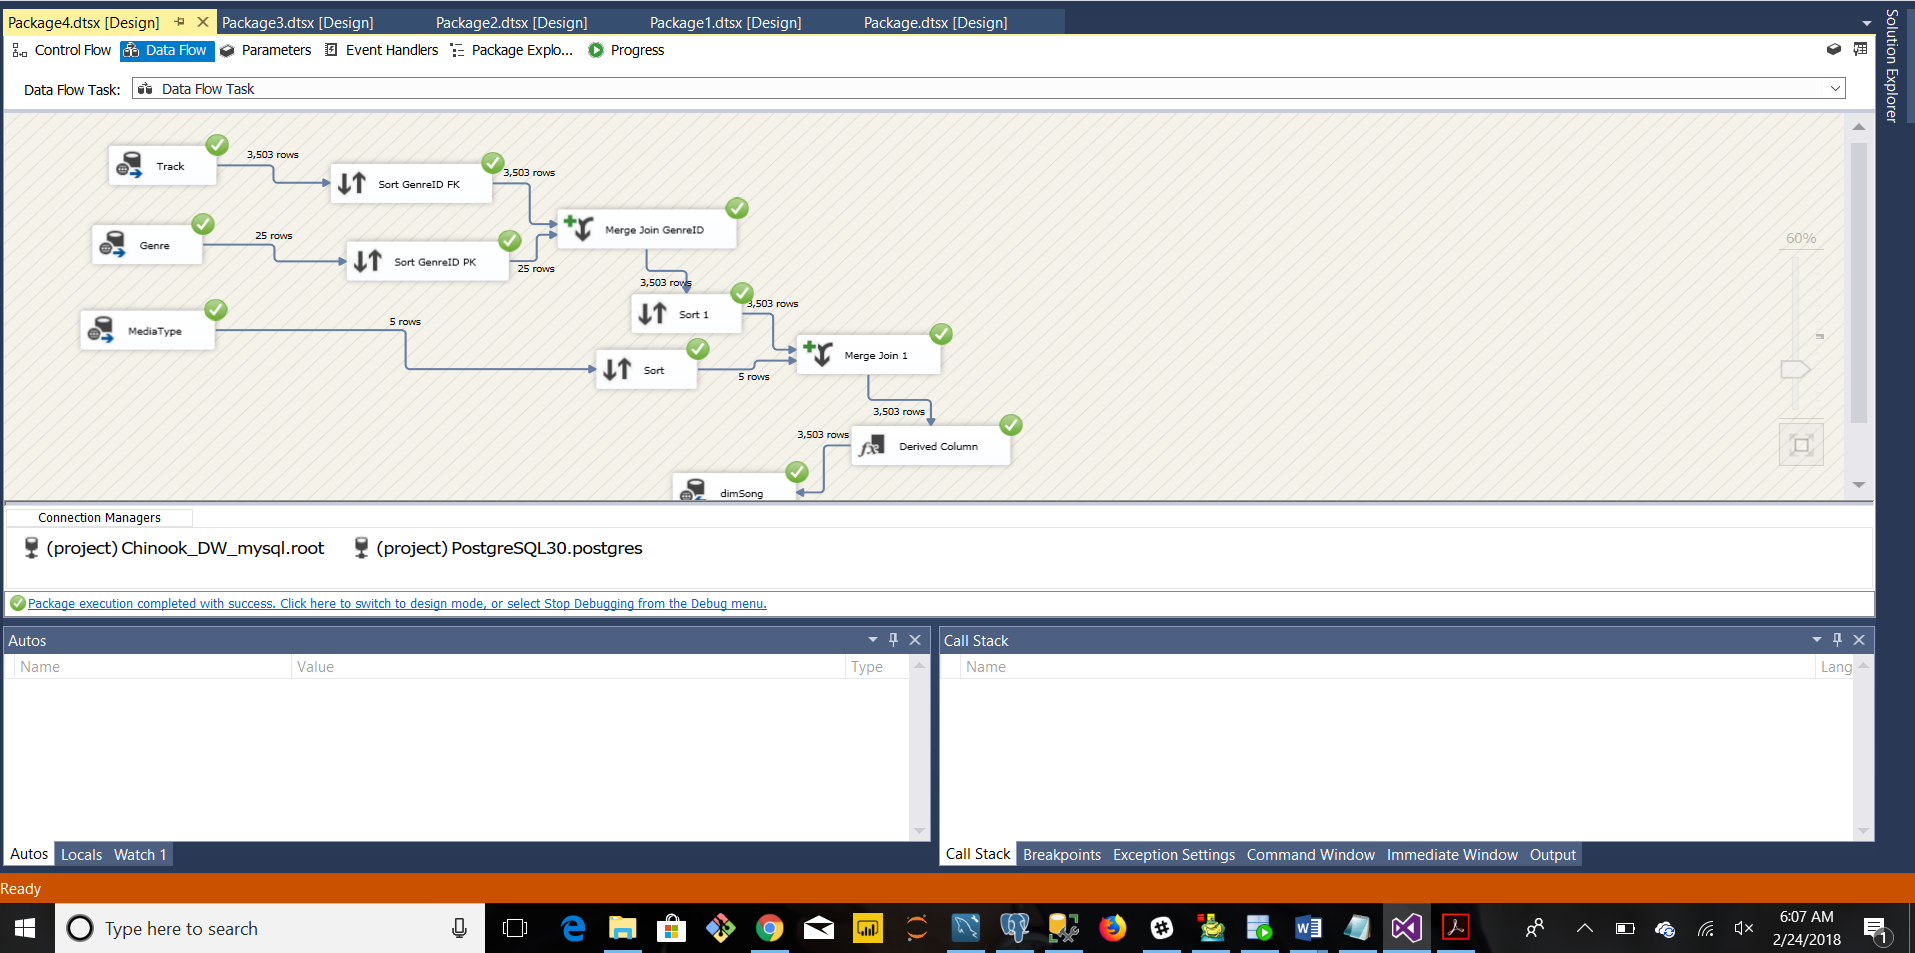 Package4.dtsx [Design] Package3.dtsx [Design] Package2.dtsx [Design] Package1.dtsx [Design] Package.dtsx [Design]
Control Flow Data Flow Parameters Event Handlers Package Explo... Progress
Data Flow Task: Data Flow Task
Solution Explorer
Track
3,503 rows
Sort GenreID FK
3,503 rows
Genre
25 rows
Sort GenreID PK
25 rows
Merge Join GenreID
3,503 rows
60%
MediaType
5 rows
Sort 1
3,503 rows
Sort
5 rows
Merge Join 1
3,503 rows
Derived Column
3,503 rows
dimSong
Connection Managers
(project) Chinook_DW_mysql.root (project) PostgreSQL30.postgres
Package execution completed with success. Click here to switch to design mode, or select Stop Debugging from the Debug menu.
Autos
Name Value Type
Call Stack
Name Lang
Autos Locals Watch 1
Call Stack Breakpoints Exception Settings Command Window Immediate Window Output
Ready
Type here to search
6:07 AM
2/24/2018
1